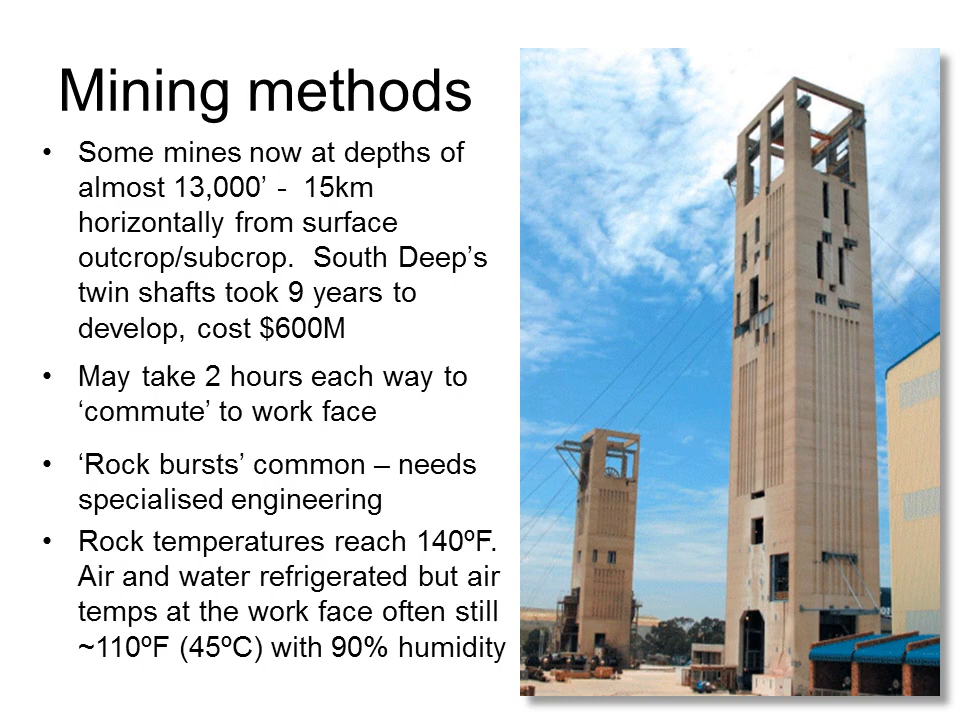 Mining methods
• Some mines now at depths of
almost 13,000’ - 15km
horizontally from surface
outcrop/subcrop. South Deep’s
twin shafts took 9 years to
develop, cost $600M
• May take 2 hours each way to
‘commute’ to work face
• ‘Rock bursts’ common – needs
specialised engineering
• Rock temperatures reach 140ºF.
Air and water refrigerated but air
temps at the work face often still
~110ºF (45ºC) with 90% humidity